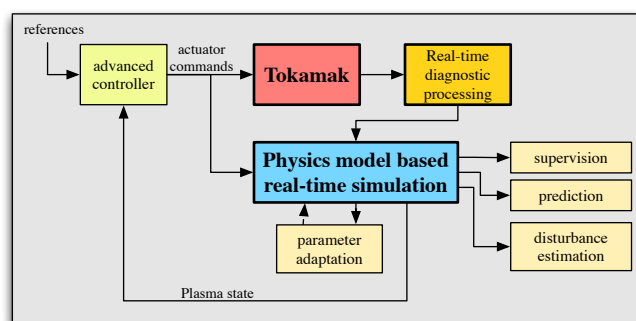 references
advanced
controller
actuator
commands
Tokamak
Real-time
diagnostic
processing
Physics model based
real-time simulation
supervision
prediction
disturbance
estimation
parameter
adaptation
Plasma state